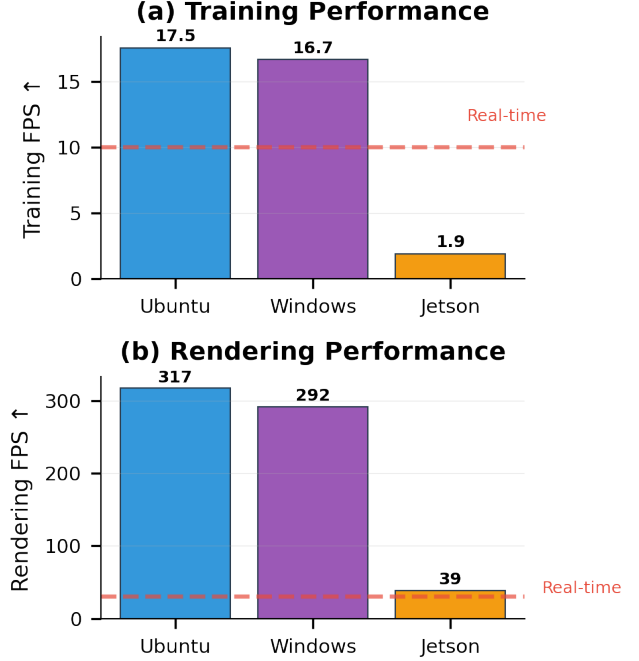 (a) Training Performance
Training FPS ↑
15
10
5
0
17.5
16.7
1.9
Real-time
Ubuntu
Windows
Jetson
(b) Rendering Performance
Rendering FPS ↑
300
200
100
0
317
292
39
Real-time
Ubuntu
Windows
Jetson